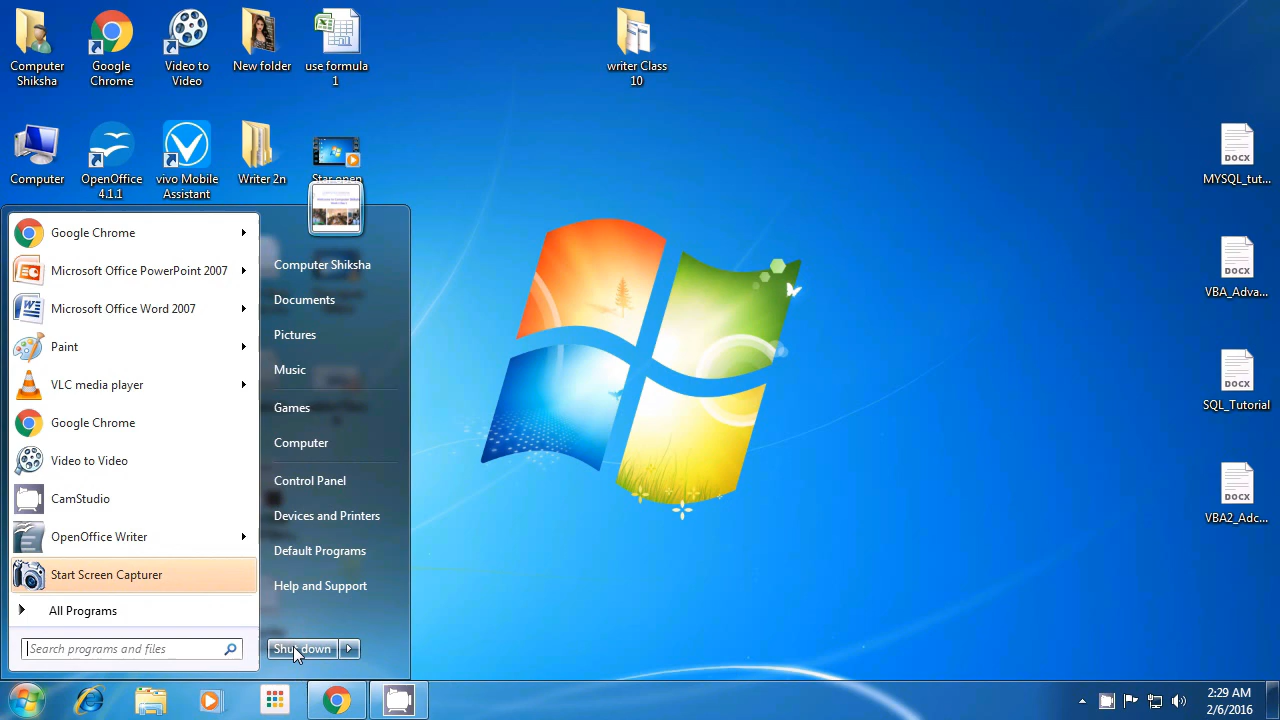 Computer
Shiksha
Google
Chrome
Video to
Video
New folder
use formula
1
writer Class
10
Computer
OpenOffice
4.1.1
vivo Mobile
Assistant
Writer 2n
Star open
DOCX
MYSQL_tut...
DOCX
VBA_Adva...
DOCX
SQL_Tutorial
DOCX
VBA2_Adc...
Google Chrome
Microsoft Office PowerPoint 2007
Microsoft Office Word 2007
Paint
VLC media player
Google Chrome
Video to Video
CamStudio
OpenOffice Writer
Start Screen Capturer
All Programs
Search programs and files
Computer Shiksha
Documents
Pictures
Music
Games
Computer
Control Panel
Devices and Printers
Default Programs
Help and Support
Shut down
2:29 AM
2/6/2016